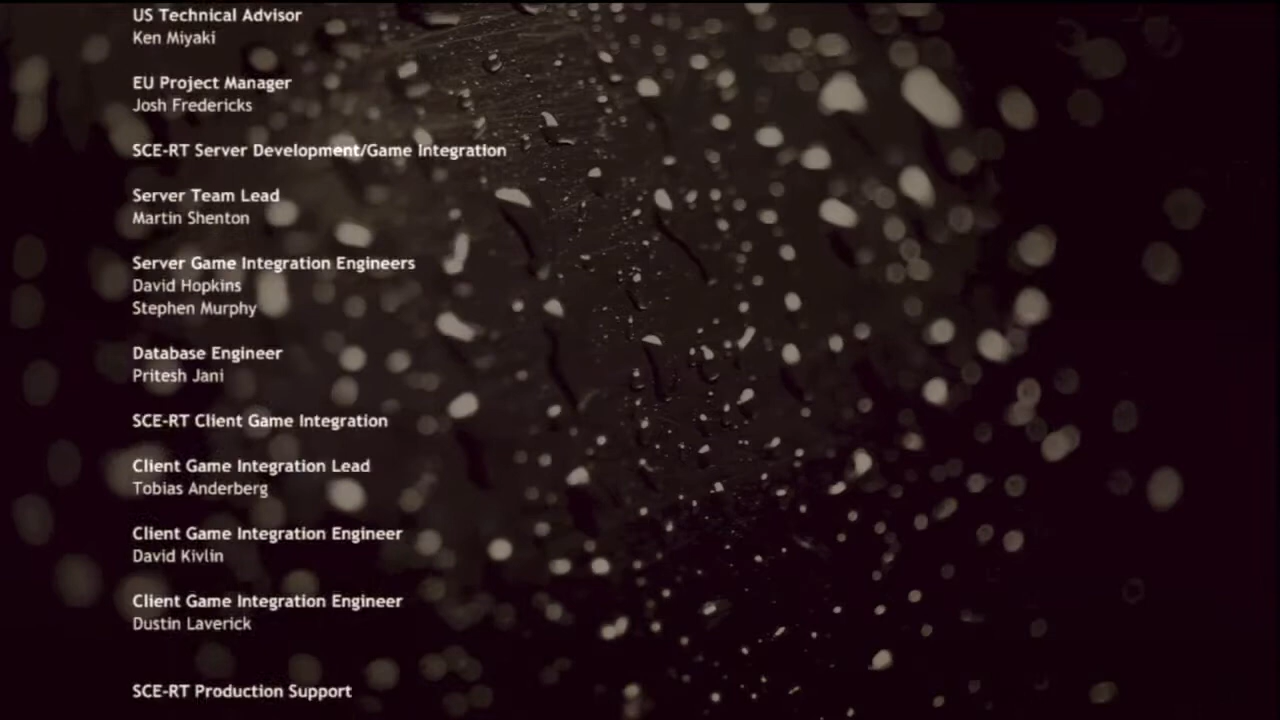 US Technical Advisor
Ken Miyaki
EU Project Manager
Josh Fredericks
SCE-RT Server Development/Game Integration
Server Team Lead
Martin Shenton
Server Game Integration Engineers
David Hopkins
Stephen Murphy
Database Engineer
Pritesh Jani
SCE-RT Client Game Integration
Client Game Integration Lead
Tobias Anderberg
Client Game Integration Engineer
David Kivlin
Client Game Integration Engineer
Dustin Laverick
SCE-RT Production Support